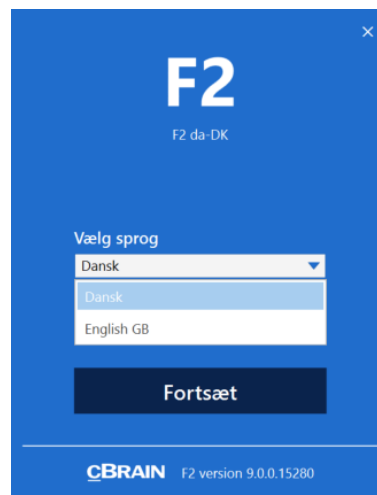 F2
F2 da-DK
Vælg sprog
Dansk
Dansk
English GB
Fortsæt
CBRAIN F2 version 9.0.0.15280